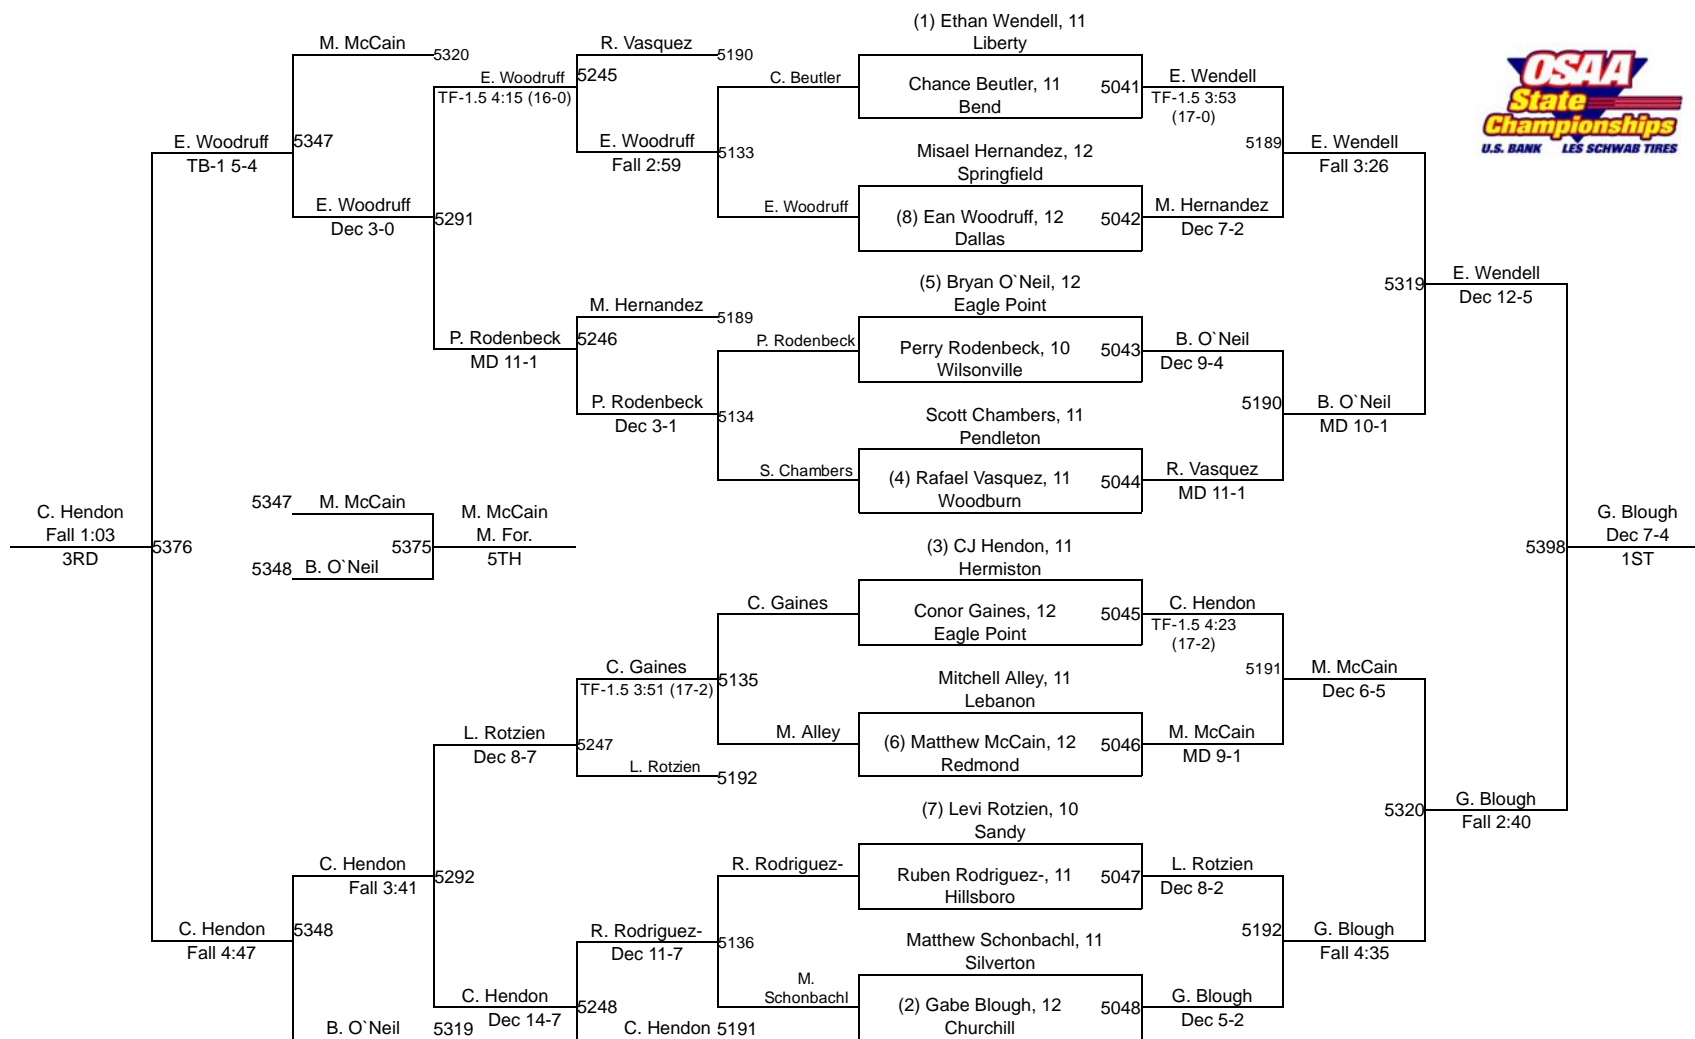 (1) Ethan Wendell, 11
M. McCain
R. Vasquez
Liberty
5320
5190
OSAA
State
Championships
U.S. BANK LES SCHWAB TIRES
E. Woodruff
5245
C. Beutler
Chance Beutler, 11
5041
E. Wendell
TF-1.5 4:15 (16-0)
Bend
TF-1.5 3:53
(17-0)
E. Woodruff
5347
E. Woodruff
5133
Misael Hernandez, 12
5189
E. Wendell
TB-1 5-4
Fall 2:59
Springfield
Fall 3:26
E. Woodruff
5291
E. Woodruff
(8) Ean Woodruff, 12
5042
M. Hernandez
Dec 3-0
Dallas
Dec 7-2
(5) Bryan O`Neil, 12
5319
E. Wendell
M. Hernandez
5189
Eagle Point
Dec 12-5
P. Rodenbeck
5246
P. Rodenbeck
Perry Rodenbeck, 10
5043
B. O`Neil
MD 11-1
Wilsonville
Dec 9-4
P. Rodenbeck
5134
Scott Chambers, 11
5190
B. O`Neil
Dec 3-1
Pendleton
MD 10-1
S. Chambers
(4) Rafael Vasquez, 11
5044
R. Vasquez
Woodburn
MD 11-1
5347
M. McCain
C. Hendon
Fall 1:03
3RD
5376
5375
M. McCain
M. For.
5TH
5348
B. O`Neil
(3) CJ Hendon, 11
Hermiston
5398
G. Blough
Dec 7-4
1ST
C. Gaines
Conor Gaines, 12
5045
C. Hendon
Eagle Point
TF-1.5 4:23
(17-2)
C. Gaines
5135
Mitchell Alley, 11
5191
M. McCain
TF-1.5 3:51 (17-2)
Lebanon
Dec 6-5
L. Rotzien
5247
M. Alley
(6) Matthew McCain, 12
5046
M. McCain
Dec 8-7
Redmond
MD 9-1
L. Rotzien
5192
(7) Levi Rotzien, 10
5320
G. Blough
Sandy
Fall 2:40
C. Hendon
5292
R. Rodriguez-
Ruben Rodriguez-, 11
5047
L. Rotzien
Fall 3:41
Hillsboro
Dec 8-2
C. Hendon
5348
R. Rodriguez-
5136
Matthew Schonbachl, 11
5192
G. Blough
Fall 4:47
Dec 11-7
Silverton
Fall 4:35
C. Hendon
5248
M.
Schonbachl
(2) Gabe Blough, 12
5048
G. Blough
Dec 14-7
Churchill
Dec 5-2
B. O`Neil
5319
C. Hendon
5191